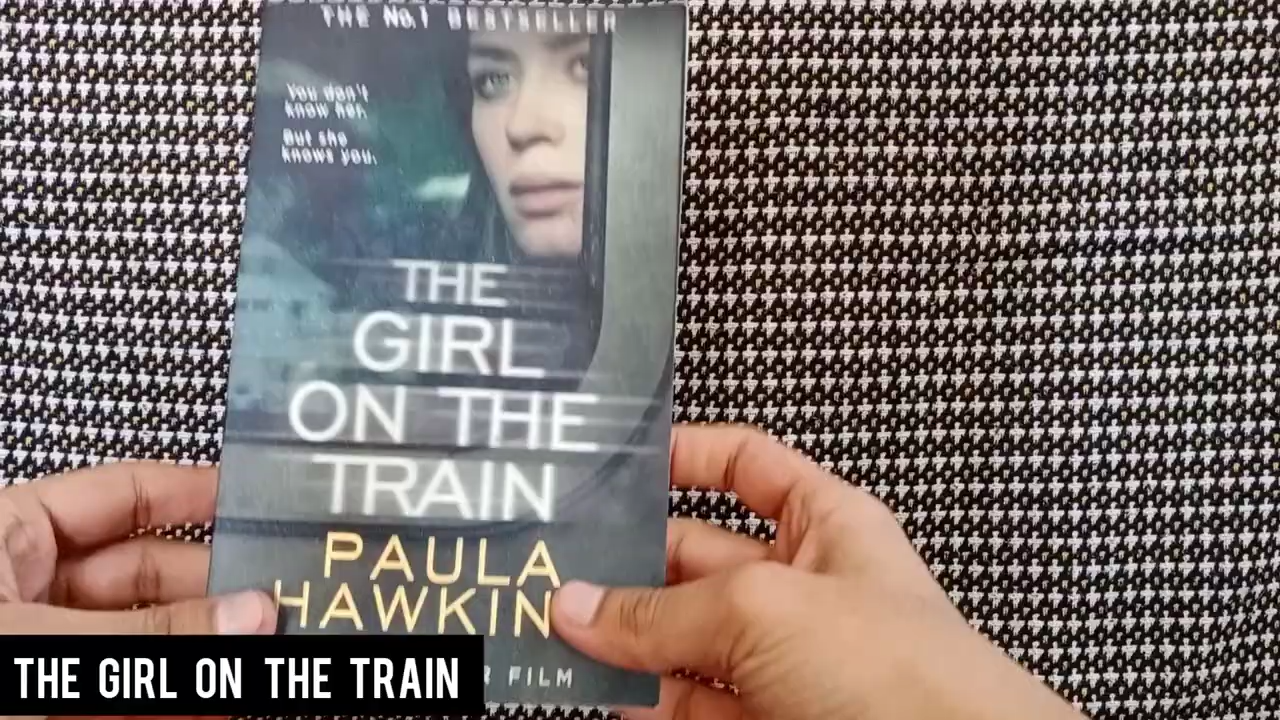 THE No.1 BESTSELLER
You don't
know her.
But she
knows you.
THE
GIRL
ON THE
TRAIN
PAULA
HAWKIN
FILM
THE GIRL ON THE TRAIN